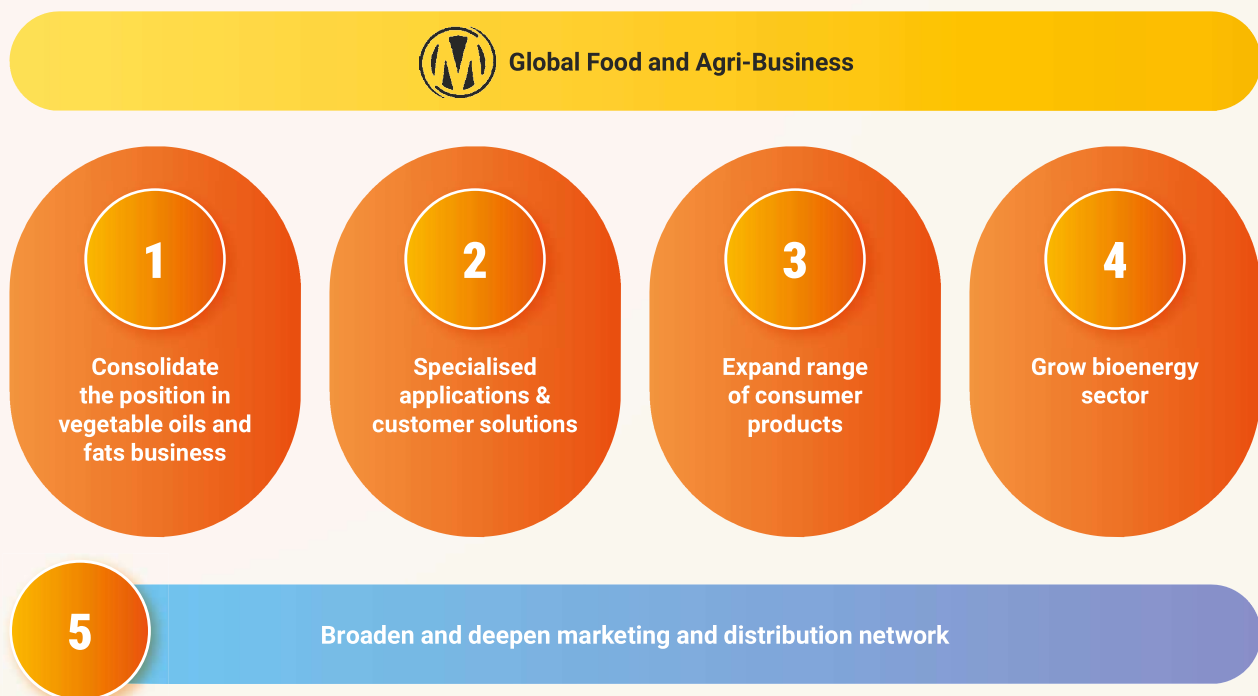 M Global Food and Agri-Business
1
Consolidate
the position in
vegetable oils and
fats business
2
Specialised
applications &
customer solutions
3
Expand range
of consumer
products
4
Grow bioenergy
sector
5
Broaden and deepen marketing and distribution network